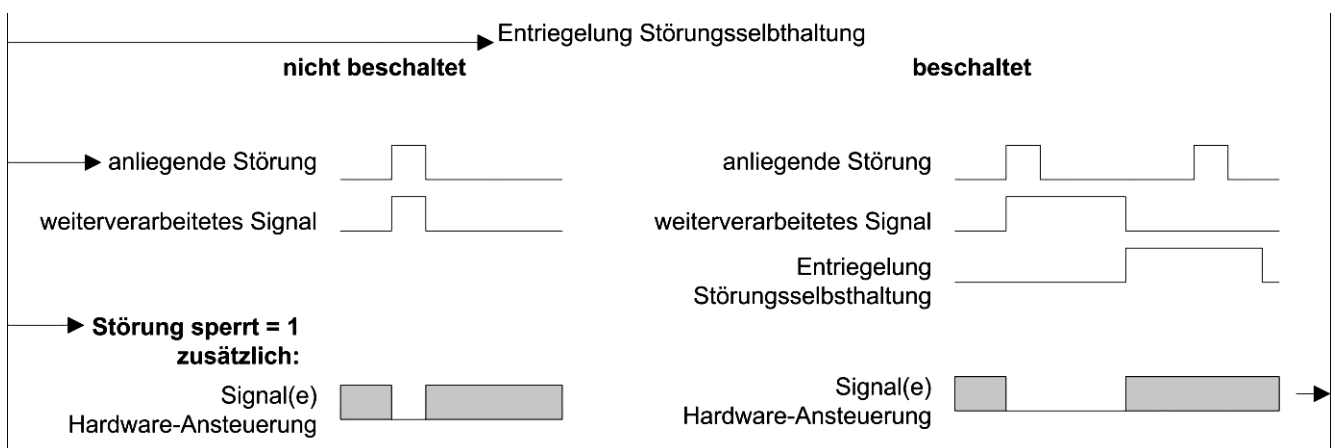 Entriegelung Störungsselbthaltung
nicht beschaltet
beschaltet
anliegende Störung
anliegende Störung
weiterverarbeitetes Signal
weiterverarbeitetes Signal
Entriegelung
Störungsselbsthaltung
Störung sperrt = 1
zusätzlich:
Signal(e)
Hardware-Ansteuerung
Signal(e)
Hardware-Ansteuerung